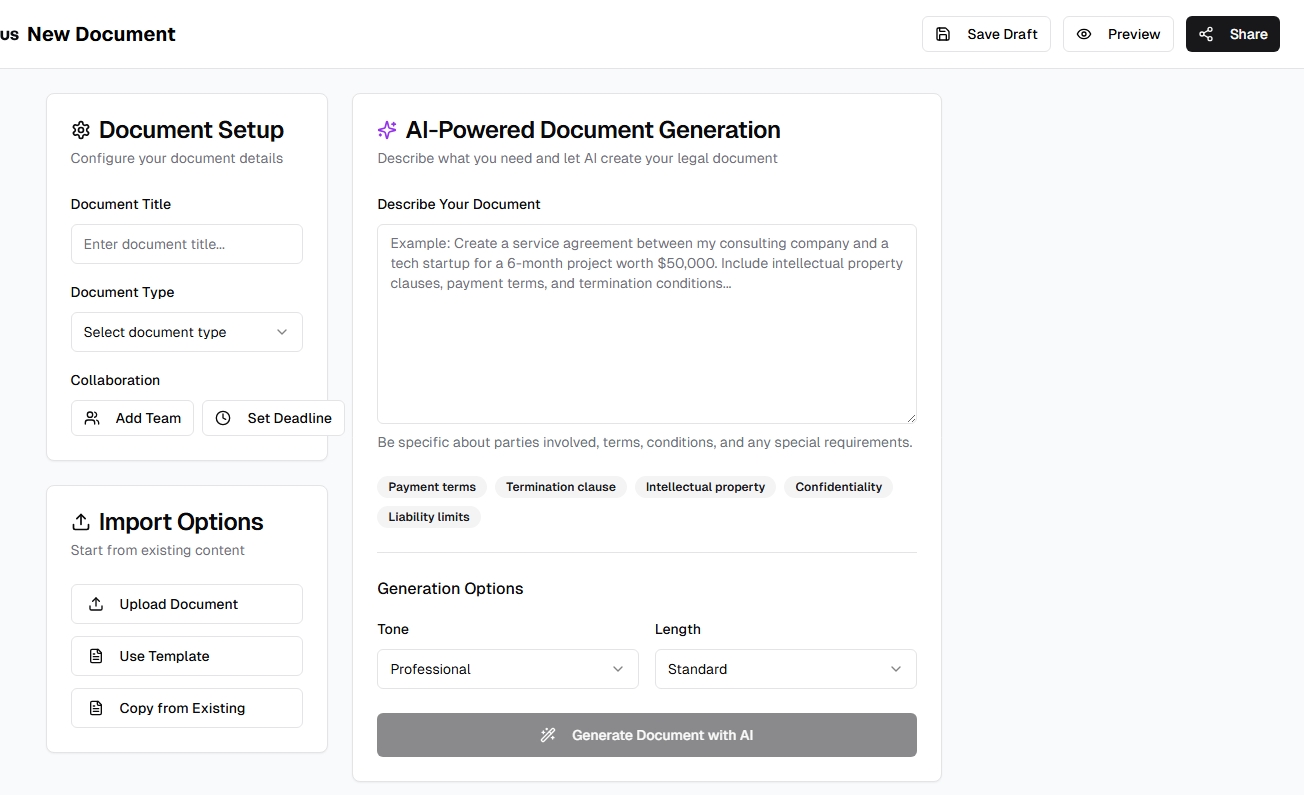 us New Document
Save Draft
Preview
Share
Document Setup
Configure your document details
Document Title
Enter document title...
Document Type
Select document type
Collaboration
Add Team
Set Deadline
Import Options
Start from existing content
Upload Document
Use Template
Copy from Existing
AI-Powered Document Generation
Describe what you need and let AI create your legal document
Describe Your Document
Example: Create a service agreement between my consulting company and a
tech startup for a 6-month project worth $50,000. Include intellectual property
clauses, payment terms, and termination conditions...
Be specific about parties involved, terms, conditions, and any special requirements.
Payment terms
Termination clause
Intellectual property
Confidentiality
Liability limits
Generation Options
Tone
Length
Professional
Standard
Generate Document with AI